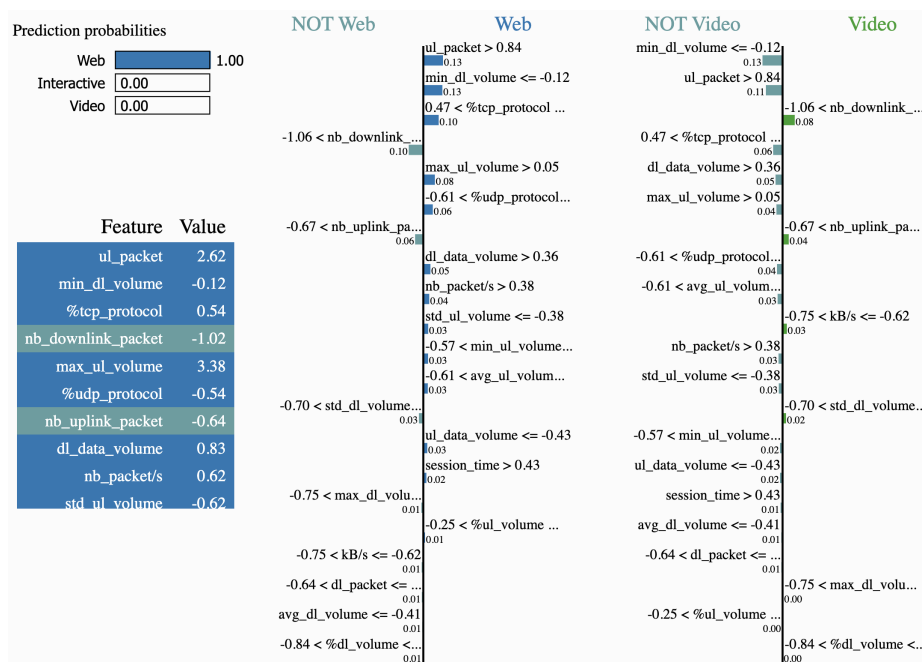 Prediction probabilities
Web 1.00
Interactive 0.00
Video 0.00
Feature Value
ul_packet 2.62
min_dl_volume -0.12
%tcp_protocol 0.54
nb_downlink_packet -1.02
max_ul_volume 3.38
%udp_protocol -0.54
nb_uplink_packet -0.64
dl_data_volume 0.83
nb_packet/s 0.62
std_ul_volume -0.62
NOT Web Web
ul_packet > 0.84
0.13
min_dl_volume <= -0.12
0.13
0.47 < %tcp_protocol ...
0.10
-1.06 < nb_downlink_...
0.10
max_ul_volume > 0.05
0.08
-0.61 < %udp_protocol...
0.06
-0.67 < nb_uplink_pa...
0.06
dl_data_volume > 0.36
0.05
nb_packet/s > 0.38
0.04
std_ul_volume <= -0.38
0.03
-0.57 < min_ul_volume...
0.03
-0.61 < avg_ul_volum...
0.03
-0.70 < std_dl_volume...
0.03
ul_data_volume <= -0.43
0.03
session_time > 0.43
0.02
-0.75 < max_dl_volu...
0.01
-0.25 < %ul_volume ...
0.01
-0.75 < kB/s <= -0.62
0.01
-0.64 < dl_packet <= ...
0.01
avg_dl_volume <= -0.41
0.01
-0.84 < %dl_volume <...
0.01
NOT Video Video
min_dl_volume <= -0.12
0.13
ul_packet > 0.84
0.11
-1.06 < nb_downlink_...
0.08
0.47 < %tcp_protocol ...
0.06
dl_data_volume > 0.36
0.05
max_ul_volume > 0.05
0.04
-0.67 < nb_uplink_pa...
0.04
-0.61 < %udp_protocol...
0.04
-0.61 < avg_ul_volum...
0.03
-0.75 < kB/s <= -0.62
0.03
nb_packet/s > 0.38
0.03
std_ul_volume <= -0.38
0.03
-0.70 < std_dl_volume...
0.02
-0.57 < min_ul_volume...
0.02
ul_data_volume <= -0.43
0.02
session_time > 0.43
0.01
avg_dl_volume <= -0.41
0.01
-0.64 < dl_packet <= ...
0.01
-0.75 < max_dl_volu...
0.00
-0.25 < %ul_volume ...
0.00
-0.84 < %dl_volume <...
0.00